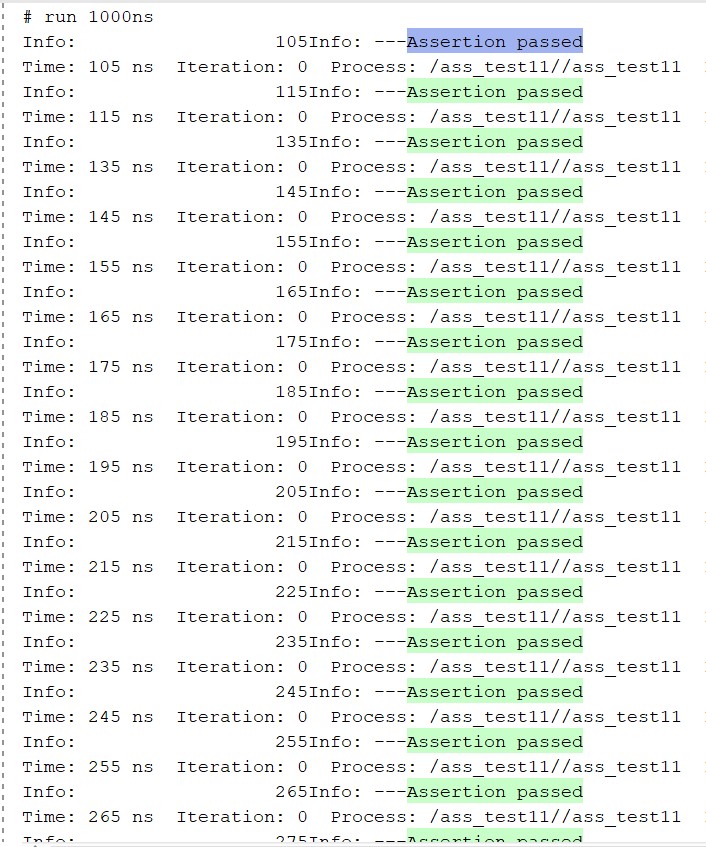 # run 1000ns
Info:                  105Info: ---Assertion passed
Time: 105 ns  Iteration: 0  Process: /ass_test11//ass_test11
Info:                  115Info: ---Assertion passed
Time: 115 ns  Iteration: 0  Process: /ass_test11//ass_test11
Info:                  135Info: ---Assertion passed
Time: 135 ns  Iteration: 0  Process: /ass_test11//ass_test11
Info:                  145Info: ---Assertion passed
Time: 145 ns  Iteration: 0  Process: /ass_test11//ass_test11
Info:                  155Info: ---Assertion passed
Time: 155 ns  Iteration: 0  Process: /ass_test11//ass_test11
Info:                  165Info: ---Assertion passed
Time: 165 ns  Iteration: 0  Process: /ass_test11//ass_test11
Info:                  175Info: ---Assertion passed
Time: 175 ns  Iteration: 0  Process: /ass_test11//ass_test11
Info:                  185Info: ---Assertion passed
Time: 185 ns  Iteration: 0  Process: /ass_test11//ass_test11
Info:                  195Info: ---Assertion passed
Time: 195 ns  Iteration: 0  Process: /ass_test11//ass_test11
Info:                  205Info: ---Assertion passed
Time: 205 ns  Iteration: 0  Process: /ass_test11//ass_test11
Info:                  215Info: ---Assertion passed
Time: 215 ns  Iteration: 0  Process: /ass_test11//ass_test11
Info:                  225Info: ---Assertion passed
Time: 225 ns  Iteration: 0  Process: /ass_test11//ass_test11
Info:                  235Info: ---Assertion passed
Time: 235 ns  Iteration: 0  Process: /ass_test11//ass_test11
Info:                  245Info: ---Assertion passed
Time: 245 ns  Iteration: 0  Process: /ass_test11//ass_test11
Info:                  255Info: ---Assertion passed
Time: 255 ns  Iteration: 0  Process: /ass_test11//ass_test11
Info:                  265Info: ---Assertion passed
Time: 265 ns  Iteration: 0  Process: /ass_test11//ass_test11
Info:                  275Info: ---Assertion passed